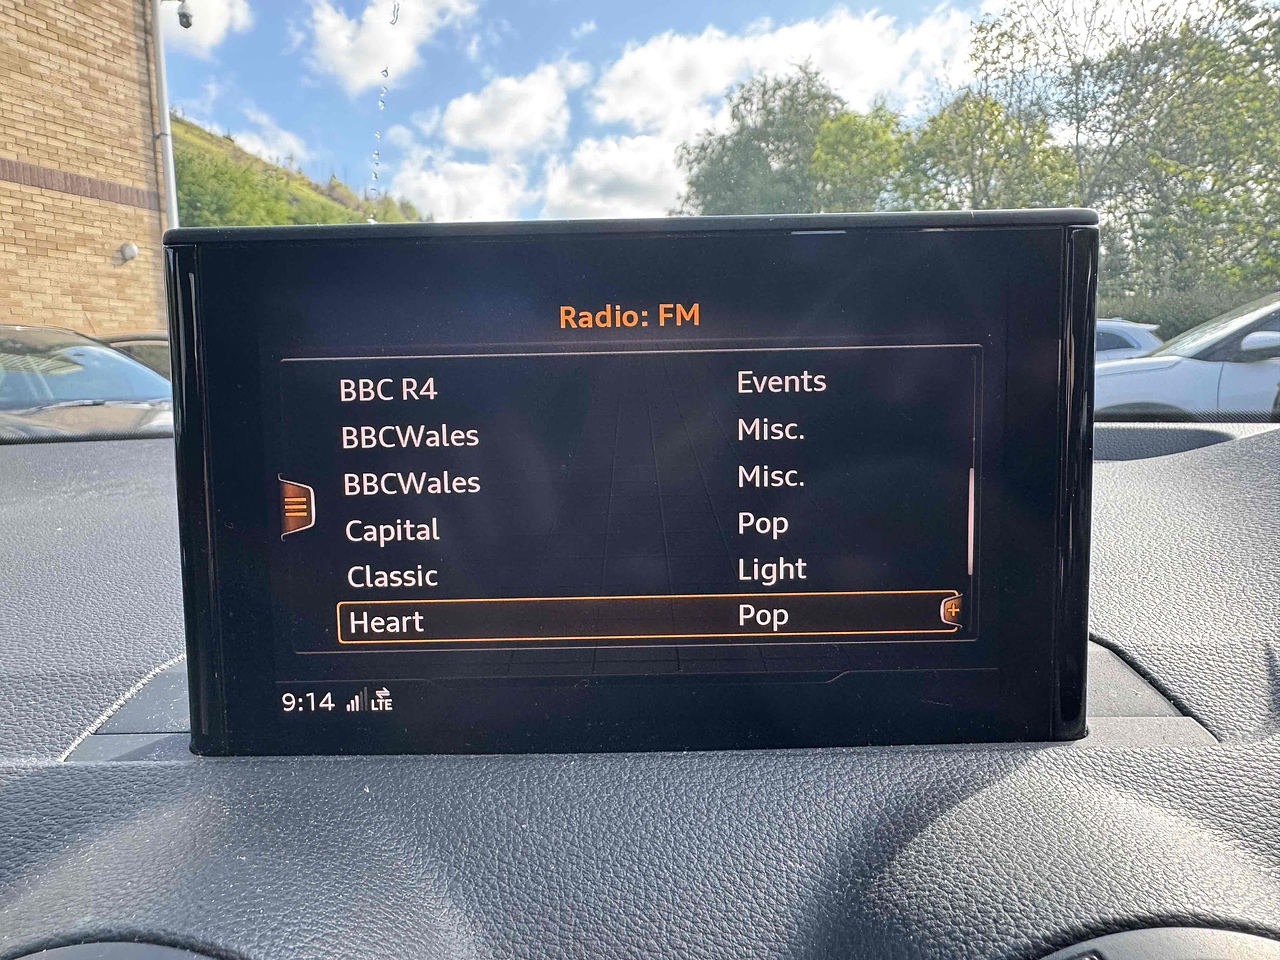 Radio: FM
BBC R4 Events
BBCWales Misc.
BBCWales Misc.
Capital Pop
Classic Light
Heart Pop
9:14 LTE